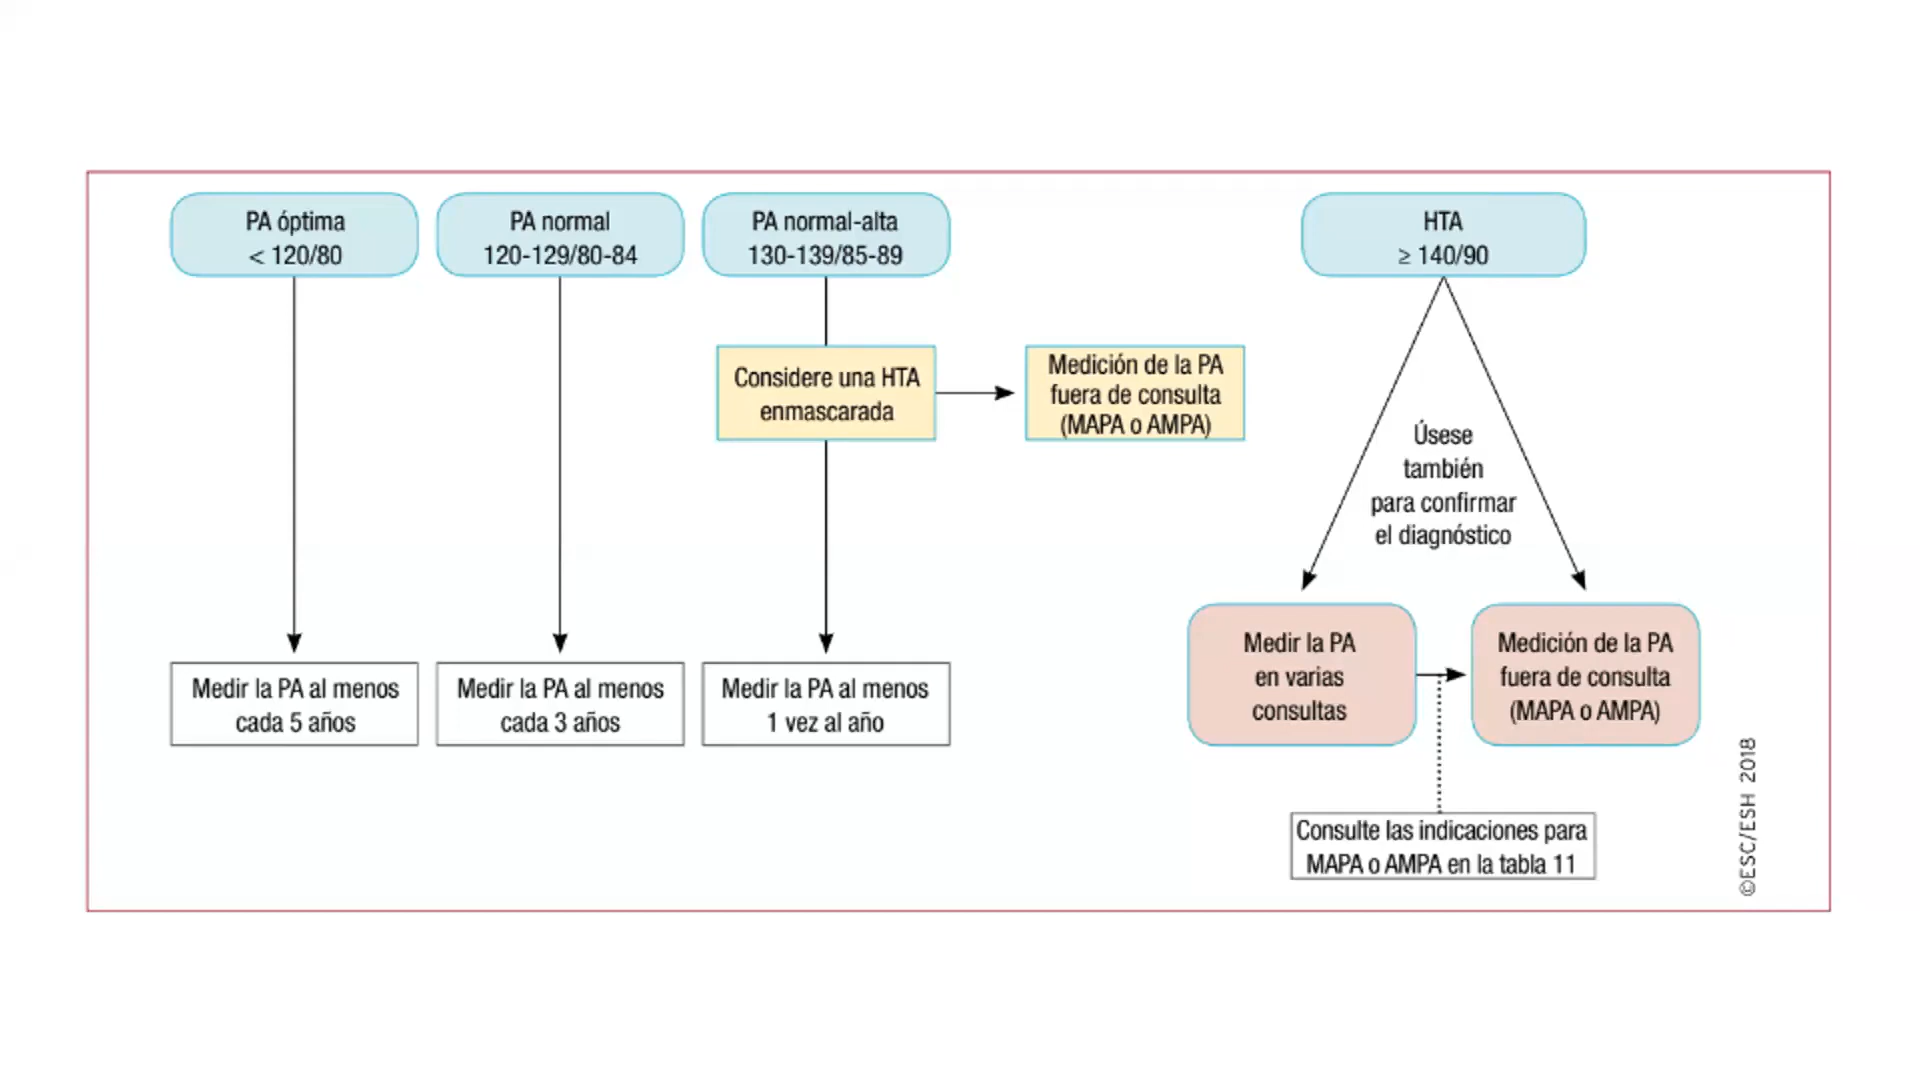 PA óptima
< 120/80
PA normal
120-129/80-84
PA normal-alta
130-139/85-89
HTA
≥ 140/90
Considere una HTA
enmascarada
Medición de la PA
fuera de consulta
(MAPA o AMPA)
Úsese
también
para confirmar
el diagnóstico
Medir la PA al menos
cada 5 años
Medir la PA al menos
cada 3 años
Medir la PA al menos
1 vez al año
Medir la PA
en varias
consultas
Medición de la PA
fuera de consulta
(MAPA o AMPA)
Consulte las indicaciones para
MAPA o AMPA en la tabla 11
©ESC/ESH 2018